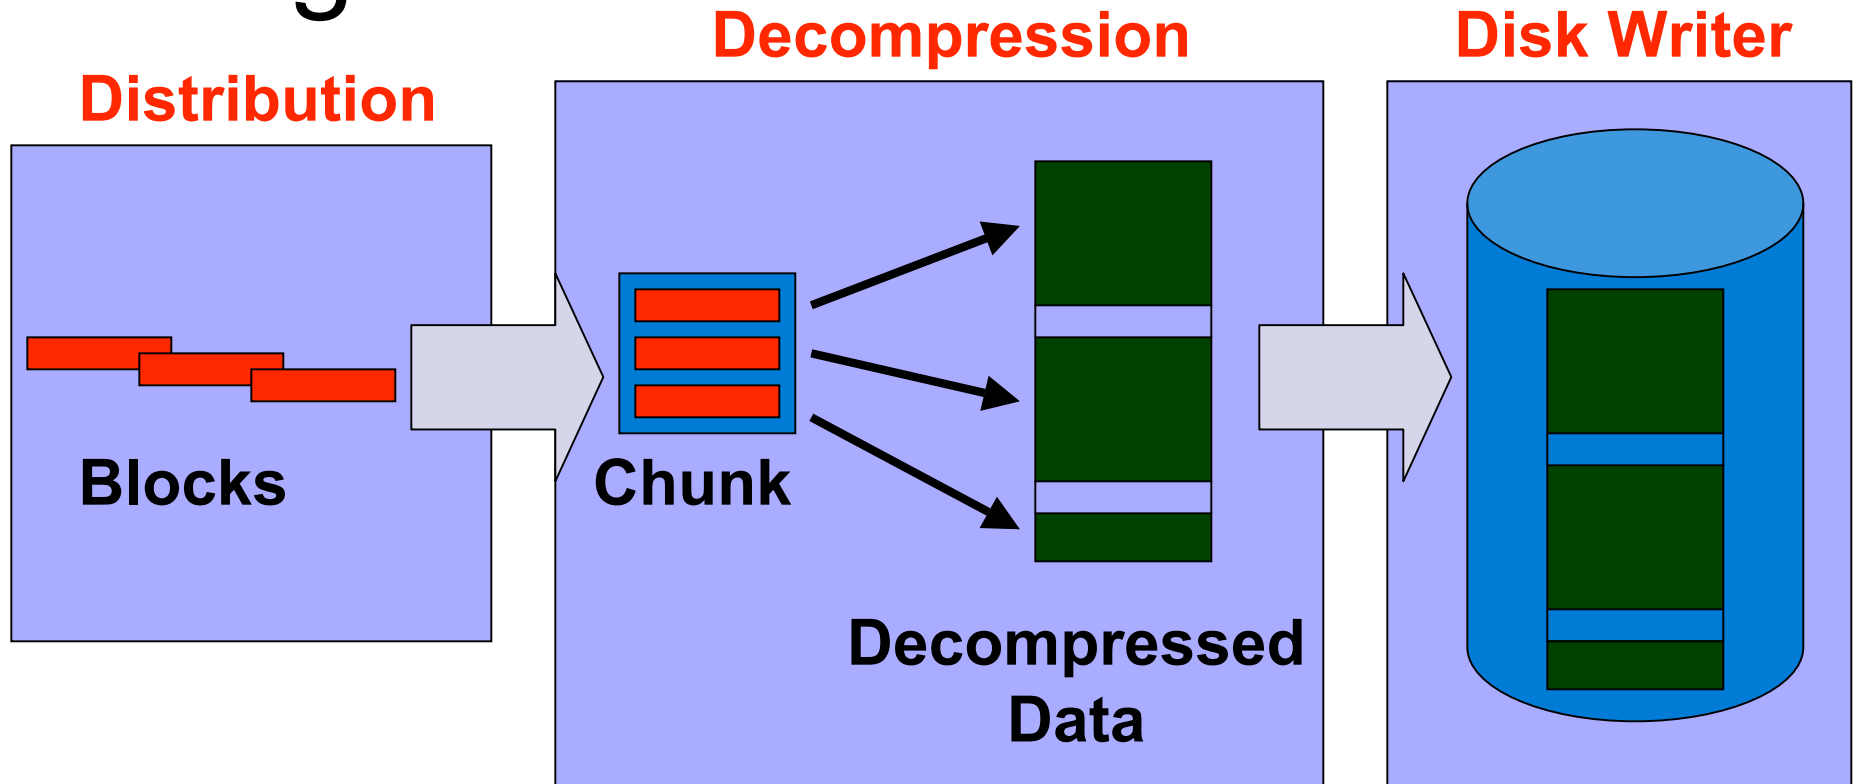 Decompression
Disk Writer
Distribution
Blocks
Chunk
Decompressed
Data